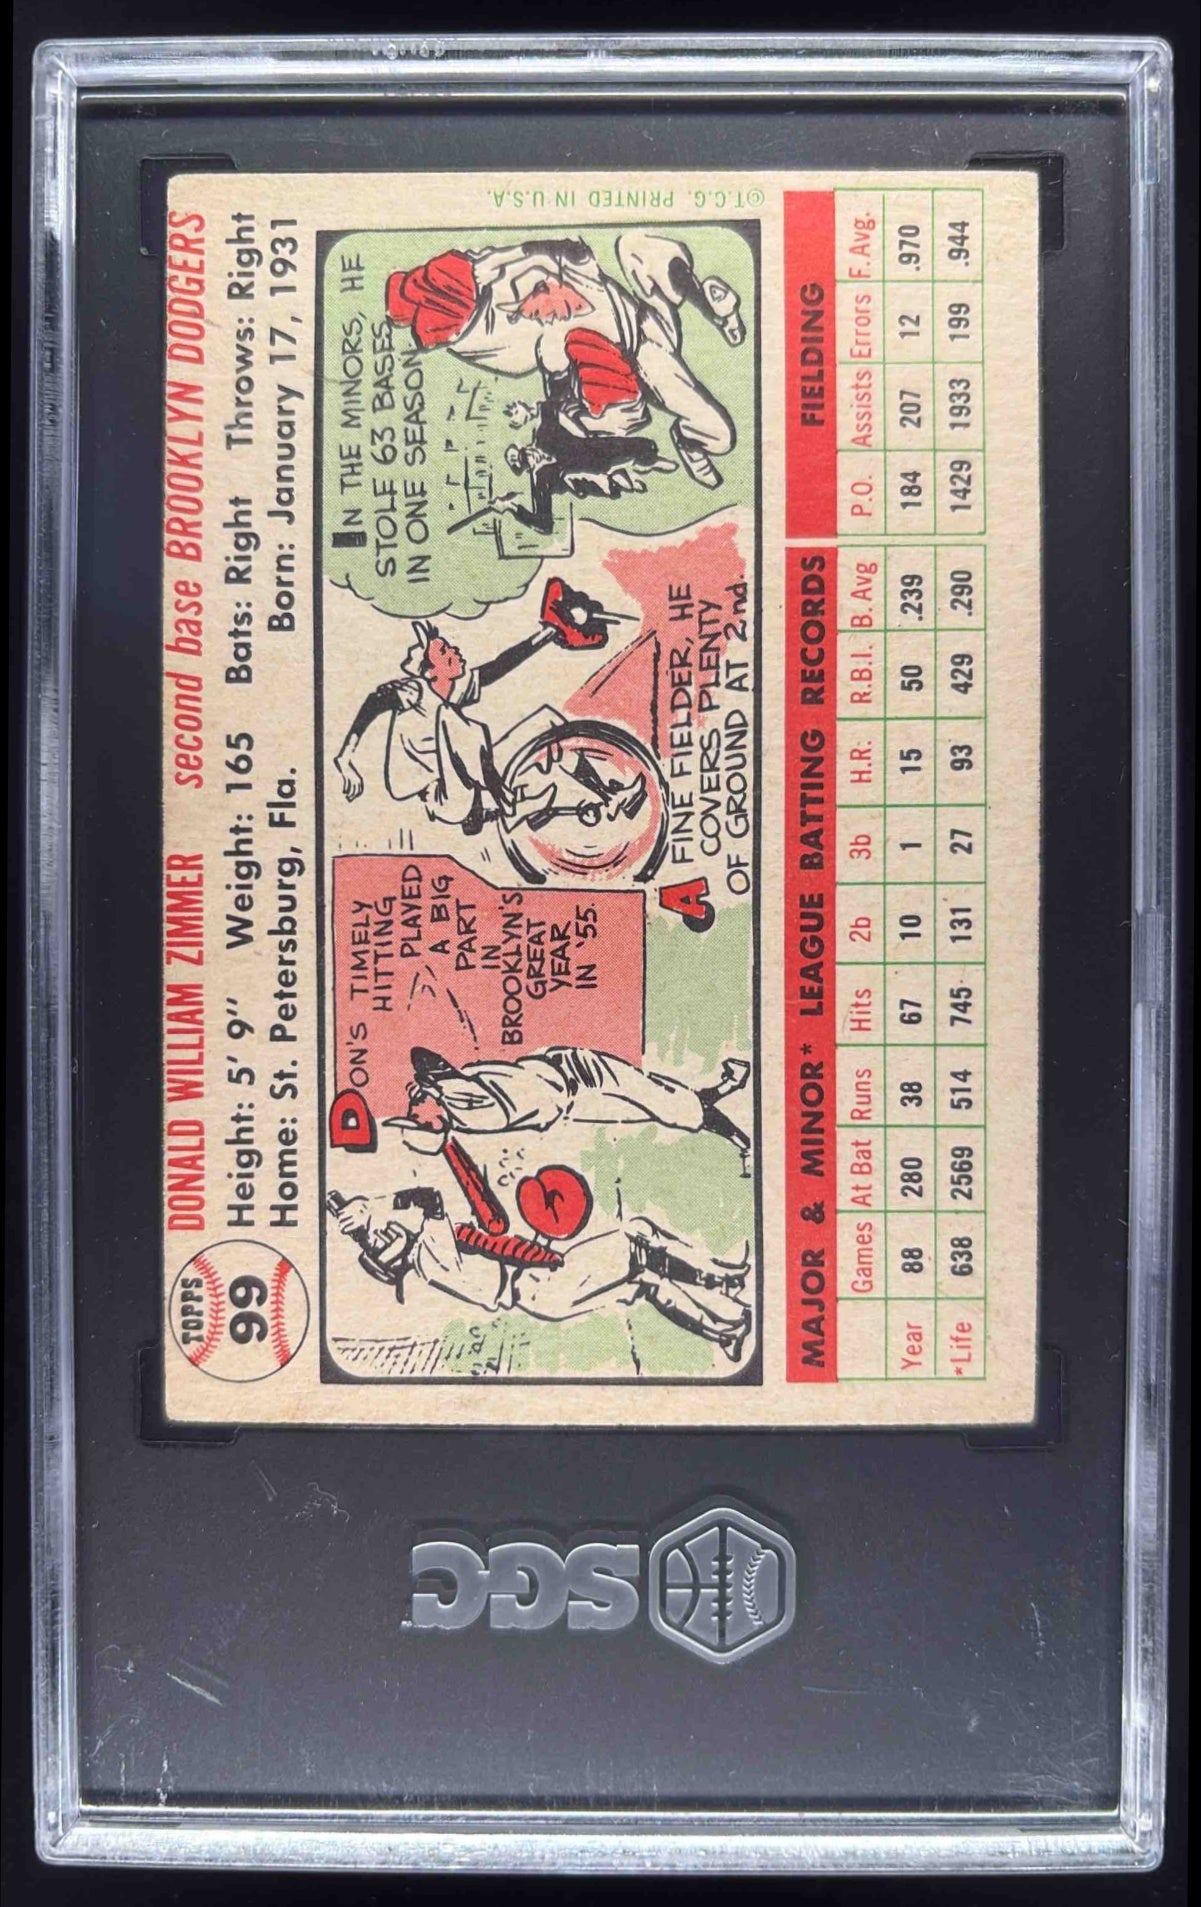 TOPPS
99
DONALD WILLIAM ZIMMER second base BROOKLYN DODGERS
Height: 5' 9" Weight: 165 Bats: Right Throws: Right
Home: St. Petersburg, Fla. Born: January 17, 1931
DON'S TIMELY
HITTING
PLAYED
A BIG
PART
IN
BROOKLYN'S
GREAT
YEAR
IN '55.
A FINE FIELDER, HE
COVERS PLENTY
OF GROUND AT 2nd.
IN THE MINORS, HE
STOLE 63 BASES
IN ONE SEASON.
©T.C.G. PRINTED IN U.S.A.
MAJOR & MINOR* LEAGUE BATTING RECORDS FIELDING
Games At Bat Runs Hits 2b 3b H.R. R.B.I. B.Avg P.O. Assists Errors F.Avg.
Year 88 280 38 67 10 1 15 50 .239 184 207 12 .970
*Life 638 2569 514 745 131 27 93 429 .290 1429 1933 199 .944
SGC